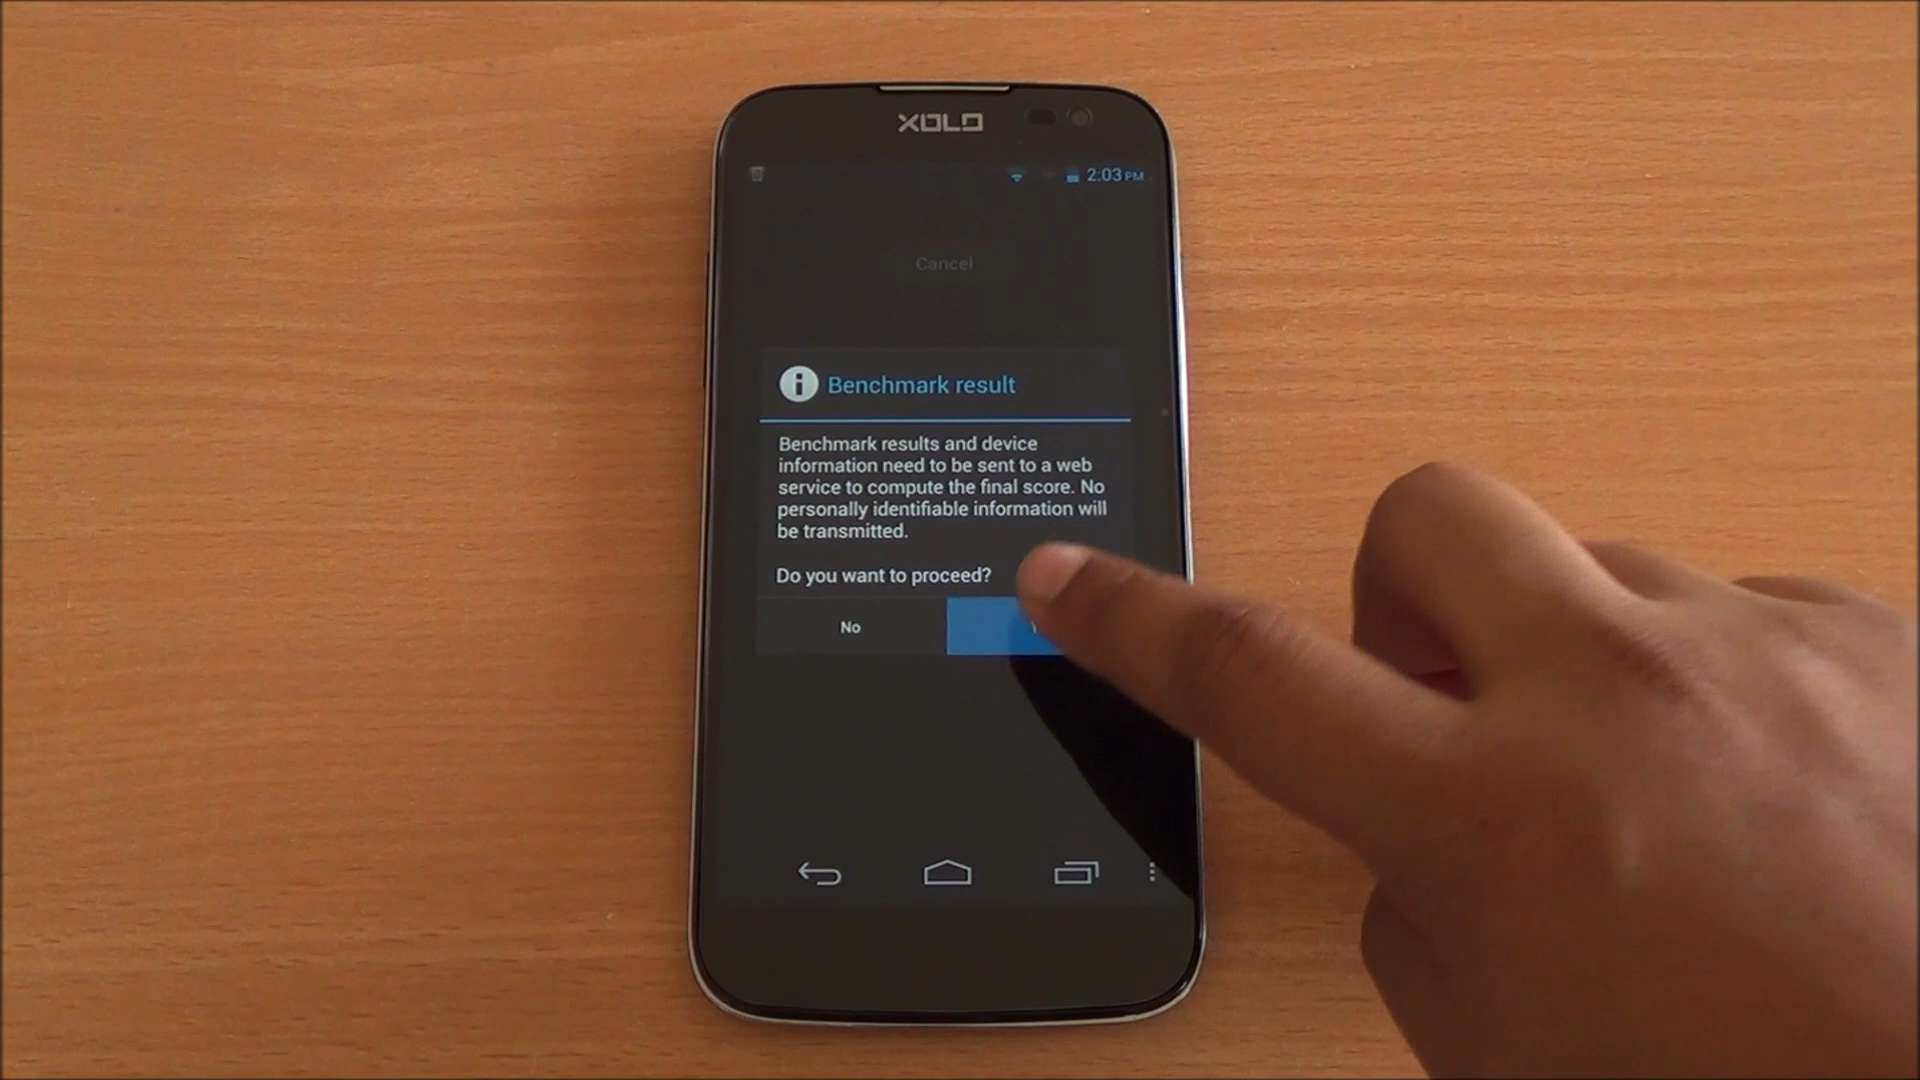 XOLO
2:03 PM
Cancel
Benchmark result
Benchmark results and device
information need to be sent to a web
service to compute the final score. No
personally identifiable information will
be transmitted.
Do you want to proceed?
No